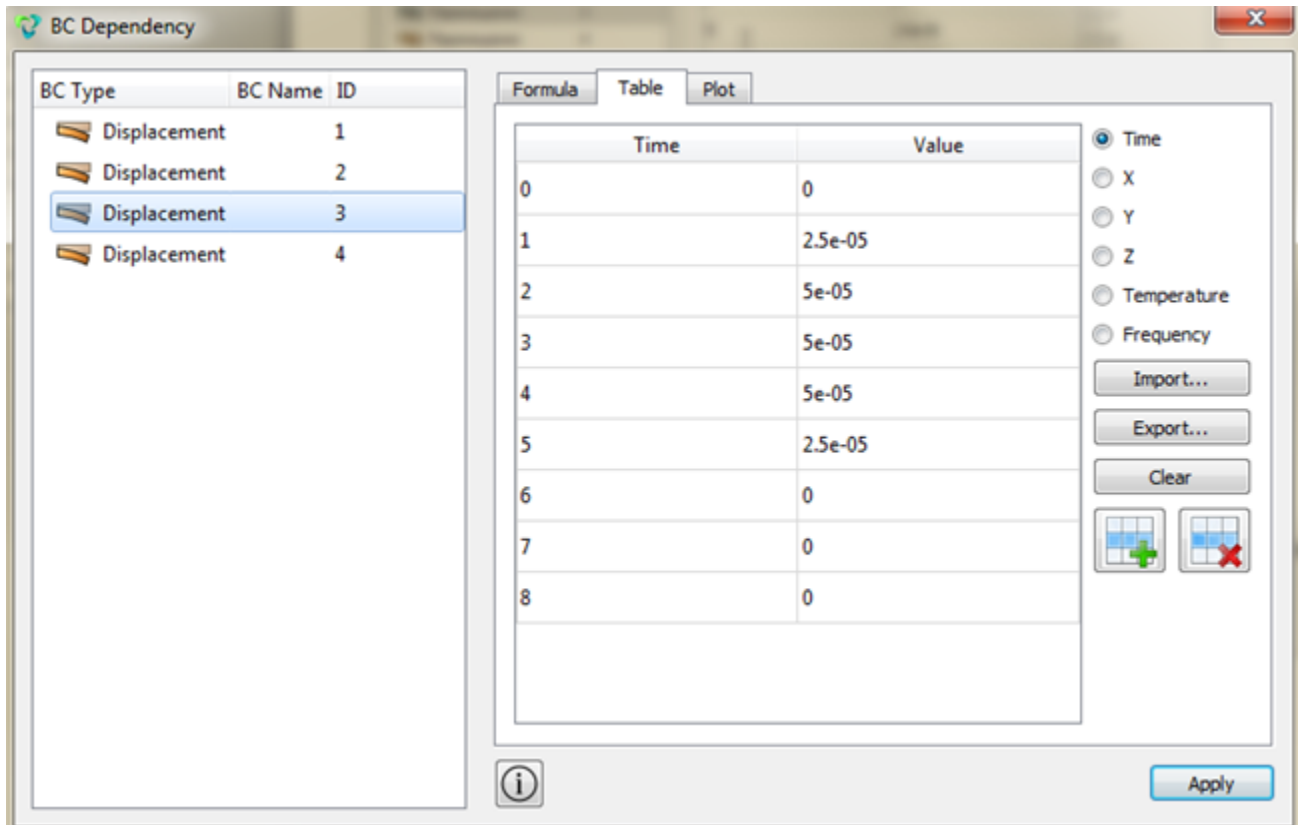 BC Dependency
BC Type BC Name ID
Displacement 1
Displacement 2
Displacement 3
Displacement 4
Formula Table Plot
Time Value
0 0
1 2.5e-05
2 5e-05
3 5e-05
4 5e-05
5 2.5e-05
6 0
7 0
8 0
Time
X
Y
Z
Temperature
Frequency
Import...
Export...
Clear
Apply